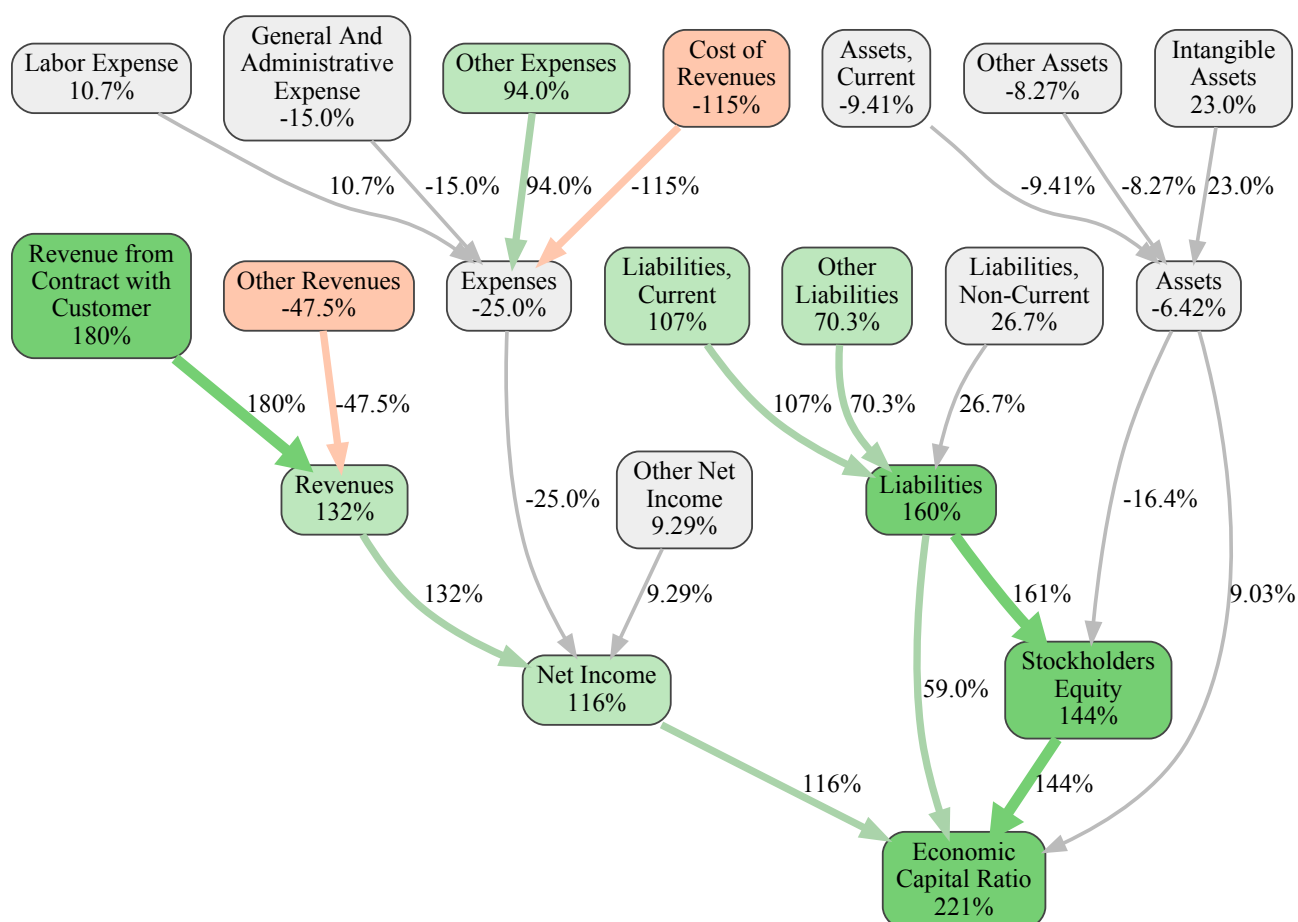 Labor Expense
10.7%
General And
Administrative
Expense
-15.0%
Other Expenses
94.0%
Cost of
Revenues
-115%
Assets,
Current
-9.41%
Other Assets
-8.27%
Intangible
Assets
23.0%
10.7%
-15.0%
94.0%
-115%
-9.41%
-8.27%
23.0%
Revenue from
Contract with
Customer
180%
Other Revenues
-47.5%
Expenses
-25.0%
Liabilities,
Current
107%
Other
Liabilities
70.3%
Liabilities,
Non-Current
26.7%
Assets
-6.42%
180%
-47.5%
107%
70.3%
26.7%
Revenues
132%
-25.0%
Other Net
Income
9.29%
Liabilities
160%
-16.4%
132%
9.29%
161%
9.03%
Net Income
116%
59.0%
Stockholders
Equity
144%
116%
144%
Economic
Capital Ratio
221%